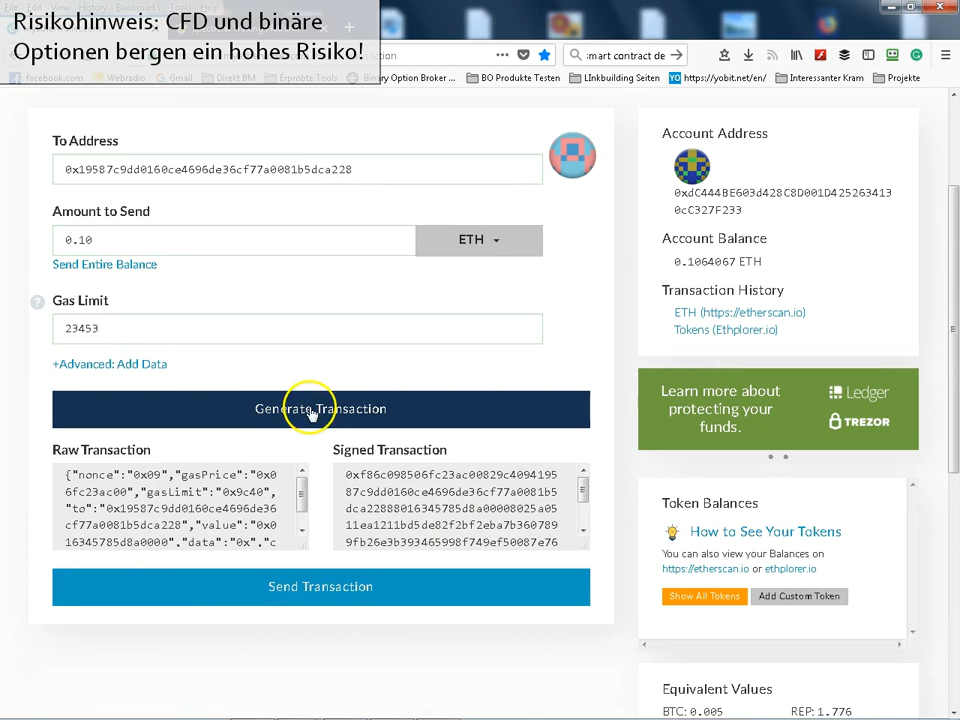 Risikohinweis: CFD und binäre
Optionen bergen ein hohes Risiko!
smart contract de
facebook.com
Webradio
Gmail
Direkt BM
Erprobte Tools
Binary Option Broker ...
BO Produkte Testen
LInkbuilding Seiten
YO https://yobit.net/en/
Interessanter Kram
Projekte
To Address
0x19587c9dd0160ce4696de36cf77a0081b5dca228
Amount to Send
0.10
ETH
Send Entire Balance
Gas Limit
23453
+Advanced: Add Data
Generate Transaction
Raw Transaction
{"nonce":"0x09","gasPrice":"0x0
6fc23ac00","gasLimit":"0x9c40",
"to":"0x19587c9dd0160ce4696de36
cf77a0081b5dca228","value":"0x0
16345785d8a0000","data":"0x","c
Signed Transaction
0xf86c098506fc23ac00829c4094195
87c9dd0160ce4696de36cf77a0081b5
dca22888016345785d8a00008025a05
11ea1211bd5de82f2bf2eba7b360789
9fb26e3b393465998f749ef50087e76
Send Transaction
Account Address
0xdC444BE603d428C8D001D425263413
0cC327F233
Account Balance
0.1064067 ETH
Transaction History
ETH (https://etherscan.io)
Tokens (Ethplorer.io)
Learn more about
protecting your
funds.
Ledger
TREZOR
Token Balances
How to See Your Tokens
You can also view your Balances on
https://etherscan.io or ethplorer.io
Show All Tokens
Add Custom Token
Equivalent Values
BTC: 0.005
REP: 1.776